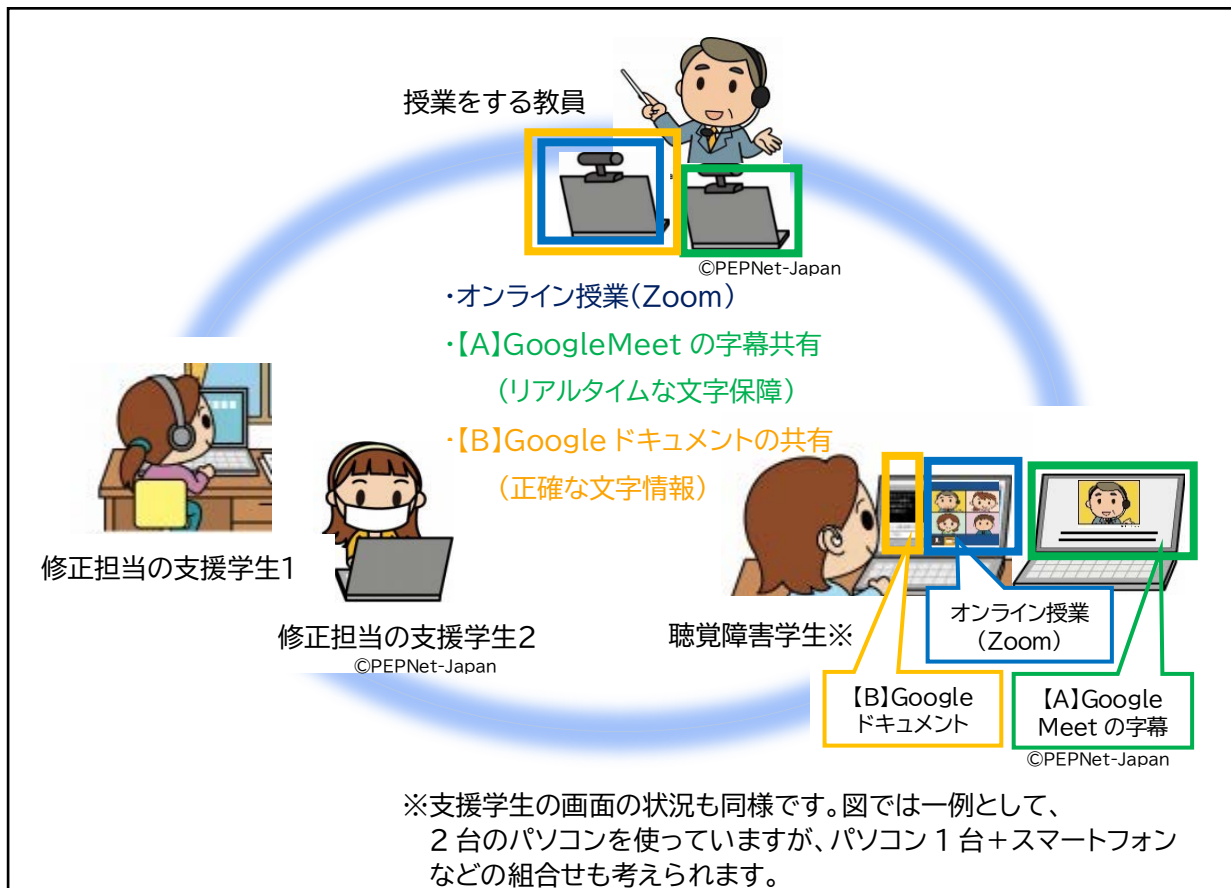 授業をする教員
©PEPNet-Japan
・オンライン授業(Zoom)
・【A】GoogleMeet の字幕共有
(リアルタイムな文字保障)
・【B】Google ドキュメントの共有
(正確な文字情報)
修正担当の支援学生1
修正担当の支援学生2
©PEPNet-Japan
聴覚障害学生※
オンライン授業
(Zoom)
【B】Google
ドキュメント
【A】Google
Meet の字幕
©PEPNet-Japan
※支援学生の画面の状況も同様です。図では一例として、
2 台のパソコンを使っていますが、パソコン 1 台+スマートフォン
などの組合せも考えられます。